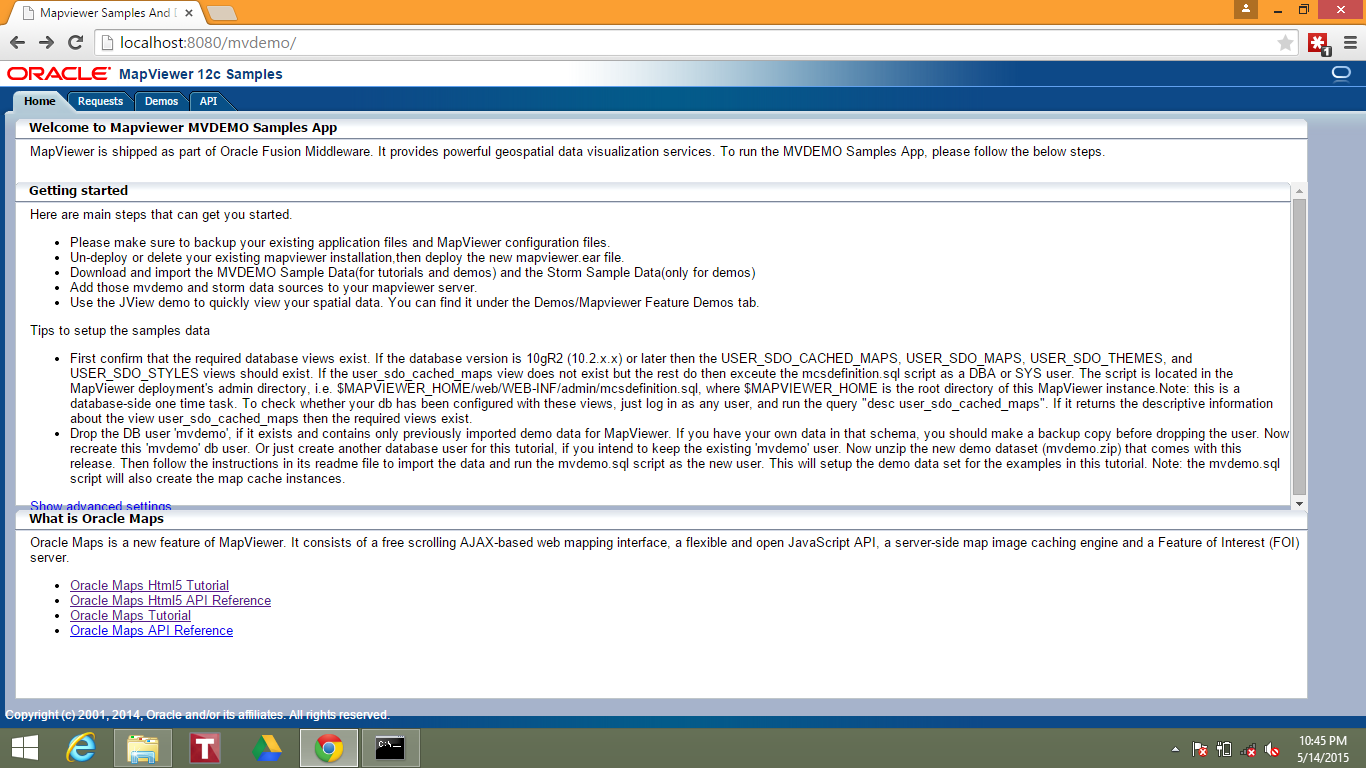 Mapviewer Samples And D
localhost:8080/mvdemo/
1
ORACLE MapViewer 12c Samples
Home Requests Demos API
Welcome to Mapviewer MVDEMO Samples App
MapViewer is shipped as part of Oracle Fusion Middleware. It provides powerful geospatial data visualization services. To run the MVDEMO Samples App, please follow the below steps.
Getting started
Here are main steps that can get you started.
• Please make sure to backup your existing application files and MapViewer configuration files.
• Un-deploy or delete your existing mapviewer installation,then deploy the new mapviewer.ear file.
• Download and import the MVDEMO Sample Data(for tutorials and demos) and the Storm Sample Data(only for demos)
• Add those mvdemo and storm data sources to your mapviewer server.
• Use the JView demo to quickly view your spatial data. You can find it under the Demos/Mapviewer Feature Demos tab.
Tips to setup the samples data
• First confirm that the required database views exist. If the database version is 10gR2 (10.2.x.x) or later then the USER_SDO_CACHED_MAPS, USER_SDO_MAPS, USER_SDO_THEMES, and
USER_SDO_STYLES views should exist. If the user_sdo_cached_maps view does not exist but the rest do then exceute the mcsdefinition.sql script as a DBA or SYS user. The script is located in the
MapViewer deployment's admin directory, i.e. $MAPVIEWER_HOME/web/WEB-INF/admin/mcsdefinition.sql, where $MAPVIEWER_HOME is the root directory of this MapViewer instance.Note: this is a
database-side one time task. To check whether your db has been configured with these views, just log in as any user, and run the query "desc user_sdo_cached_maps". If it returns the descriptive information
about the view user_sdo_cached_maps then the required views exist.
• Drop the DB user 'mvdemo', if it exists and contains only previously imported demo data for MapViewer. If you have your own data in that schema, you should make a backup copy before dropping the user. Now
recreate this 'mvdemo' db user. Or just create another database user for this tutorial, if you intend to keep the existing 'mvdemo' user. Now unzip the new demo dataset (mvdemo.zip) that comes with this
release. Then follow the instructions in its readme file to import the data and run the mvdemo.sql script as the new user. This will setup the demo data set for the examples in this tutorial. Note: the mvdemo.sql
script will also create the map cache instances.
Show advanced settings
What is Oracle Maps
Oracle Maps is a new feature of MapViewer. It consists of a free scrolling AJAX-based web mapping interface, a flexible and open JavaScript API, a server-side map image caching engine and a Feature of Interest (FOI)
server.
• Oracle Maps Html5 Tutorial
• Oracle Maps Html5 API Reference
• Oracle Maps Tutorial
• Oracle Maps API Reference
Copyright (c) 2001, 2014, Oracle and/or its affiliates. All rights reserved.
T
C:\_
10:45 PM
5/14/2015